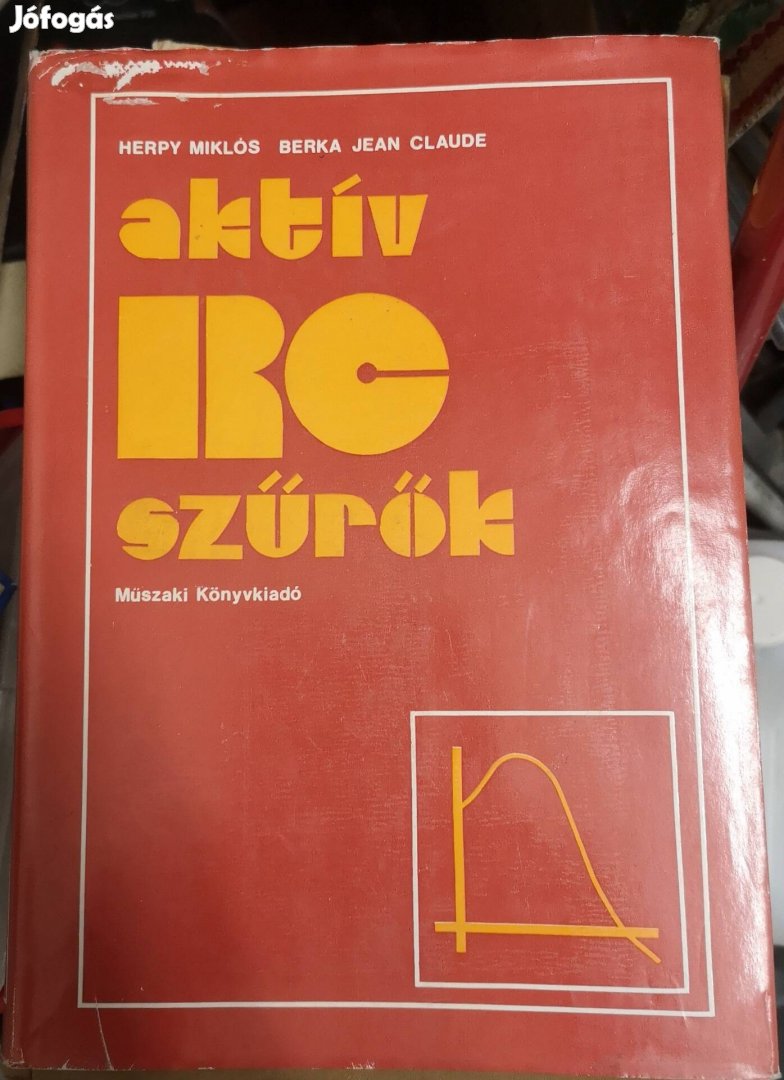 Jófogás
HERPY MIKLÓS BERKA JEAN CLAUDE
aktív
RC
szűrők
Műszaki Könyvkiadó